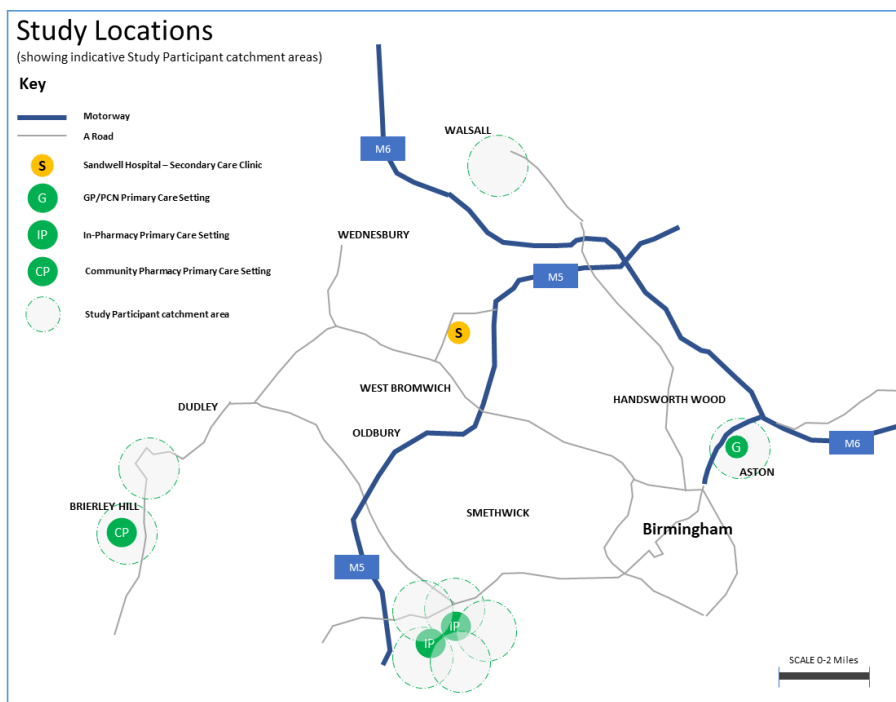 Study Locations
(showing indicative Study Participant catchment areas)
Key
Motorway
A Road
S Sandwell Hospital – Secondary Care Clinic
G GP/PCN Primary Care Setting
IP In-Pharmacy Primary Care Setting
CP Community Pharmacy Primary Care Setting
Study Participant catchment area
WALSALL
M6
WEDNESBURY
M5
S
WEST BROMWICH
HANDSWORTH WOOD
DUDLEY
OLDBURY
G
M6
ASTON
BRIERLEY HILL
SMETHWICK
CP
Birmingham
M5
iP
iP
SCALE 0-2 Miles